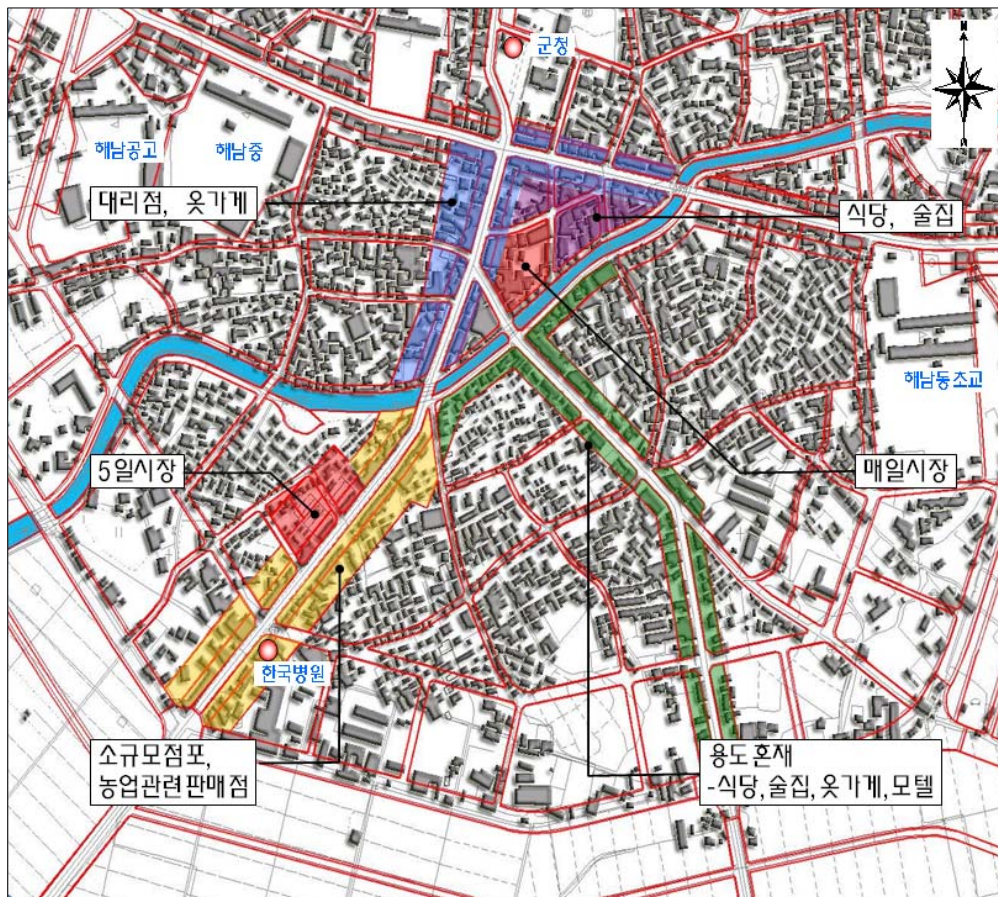 군청
N
해남공고
해남중
대리점, 옷가게
식당, 술집
해남동초교
5일시장
매일시장
한국병원
소규모점포,
농업관련판매점
용도혼재
-식당,술집,옷가게,모텔